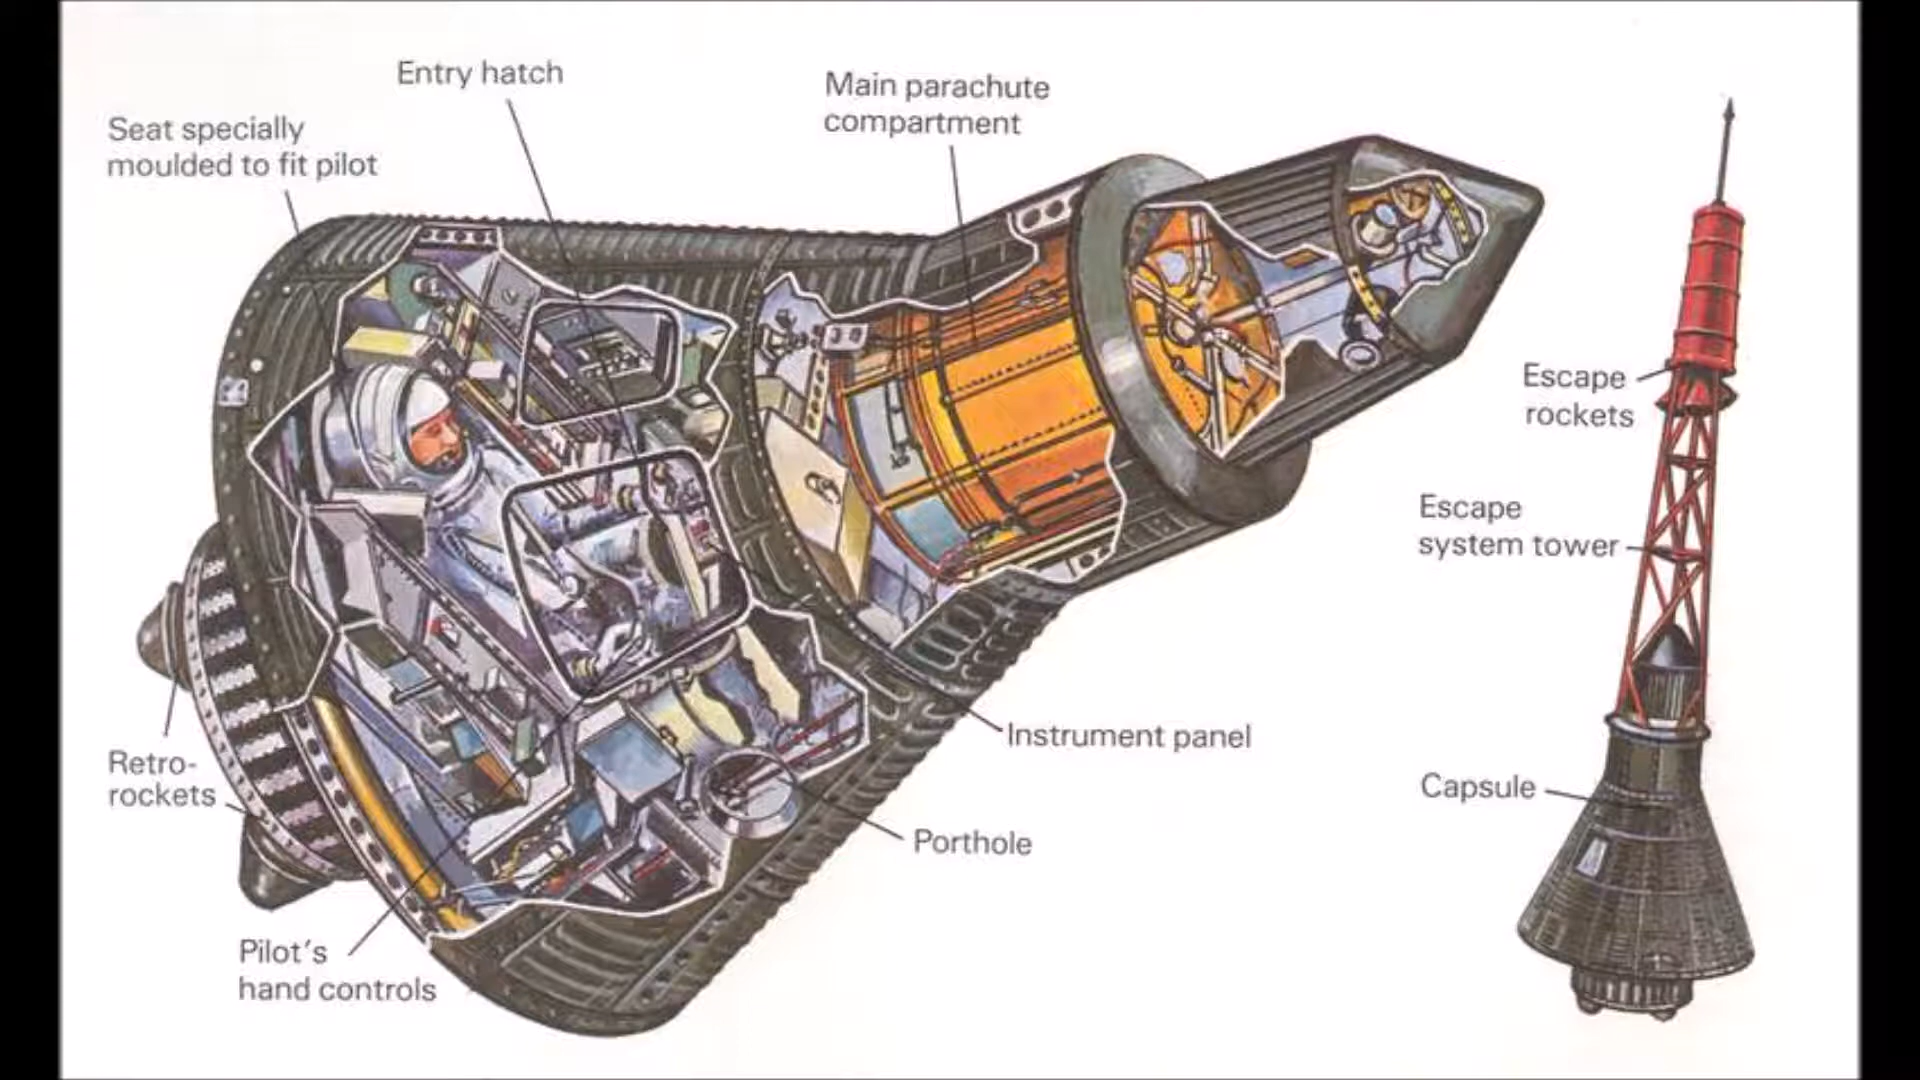 Entry hatch
Main parachute
compartment
Seat specially
moulded to fit pilot
Escape
rockets
Escape
system tower
Instrument panel
Retro-
rockets
Capsule
Porthole
Pilot's
hand controls